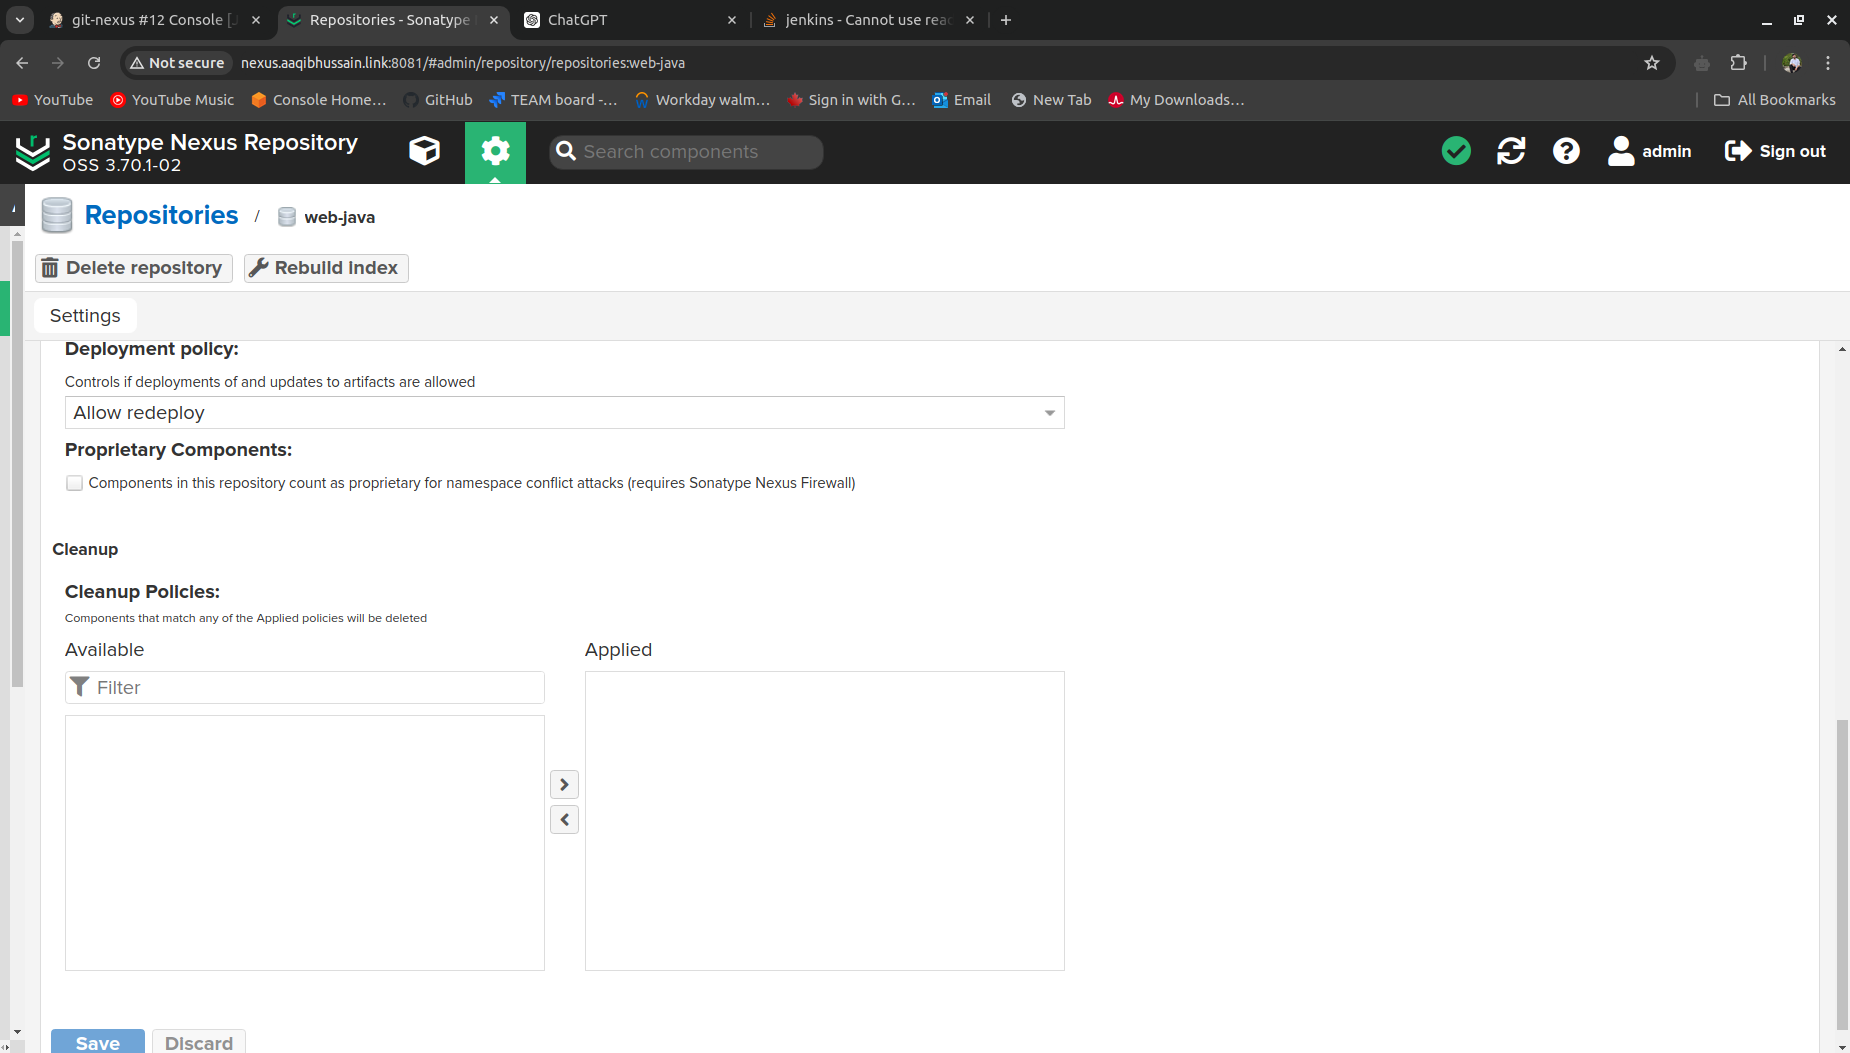 git-nexus #12 Console [J
Repositories - Sonatype
ChatGPT
jenkins - Cannot use read
Not secure
nexus.aaqibhussain.link:8081/#admin/repository/repositories:web-java
YouTube
YouTube Music
Console Home...
GitHub
TEAM board -...
Workday walm...
Sign in with G...
Email
New Tab
My Downloads...
All Bookmarks
Sonatype Nexus Repository
OSS 3.70.1-02
Search components
admin
Sign out
Repositories / web-java
Delete repository
Rebuild index
Settings
Deployment policy:
Controls if deployments of and updates to artifacts are allowed
Allow redeploy
Proprietary Components:
Components in this repository count as proprietary for namespace conflict attacks (requires Sonatype Nexus Firewall)
Cleanup
Cleanup Policies:
Components that match any of the Applied policies will be deleted
Available
Applied
Filter
Save
Discard